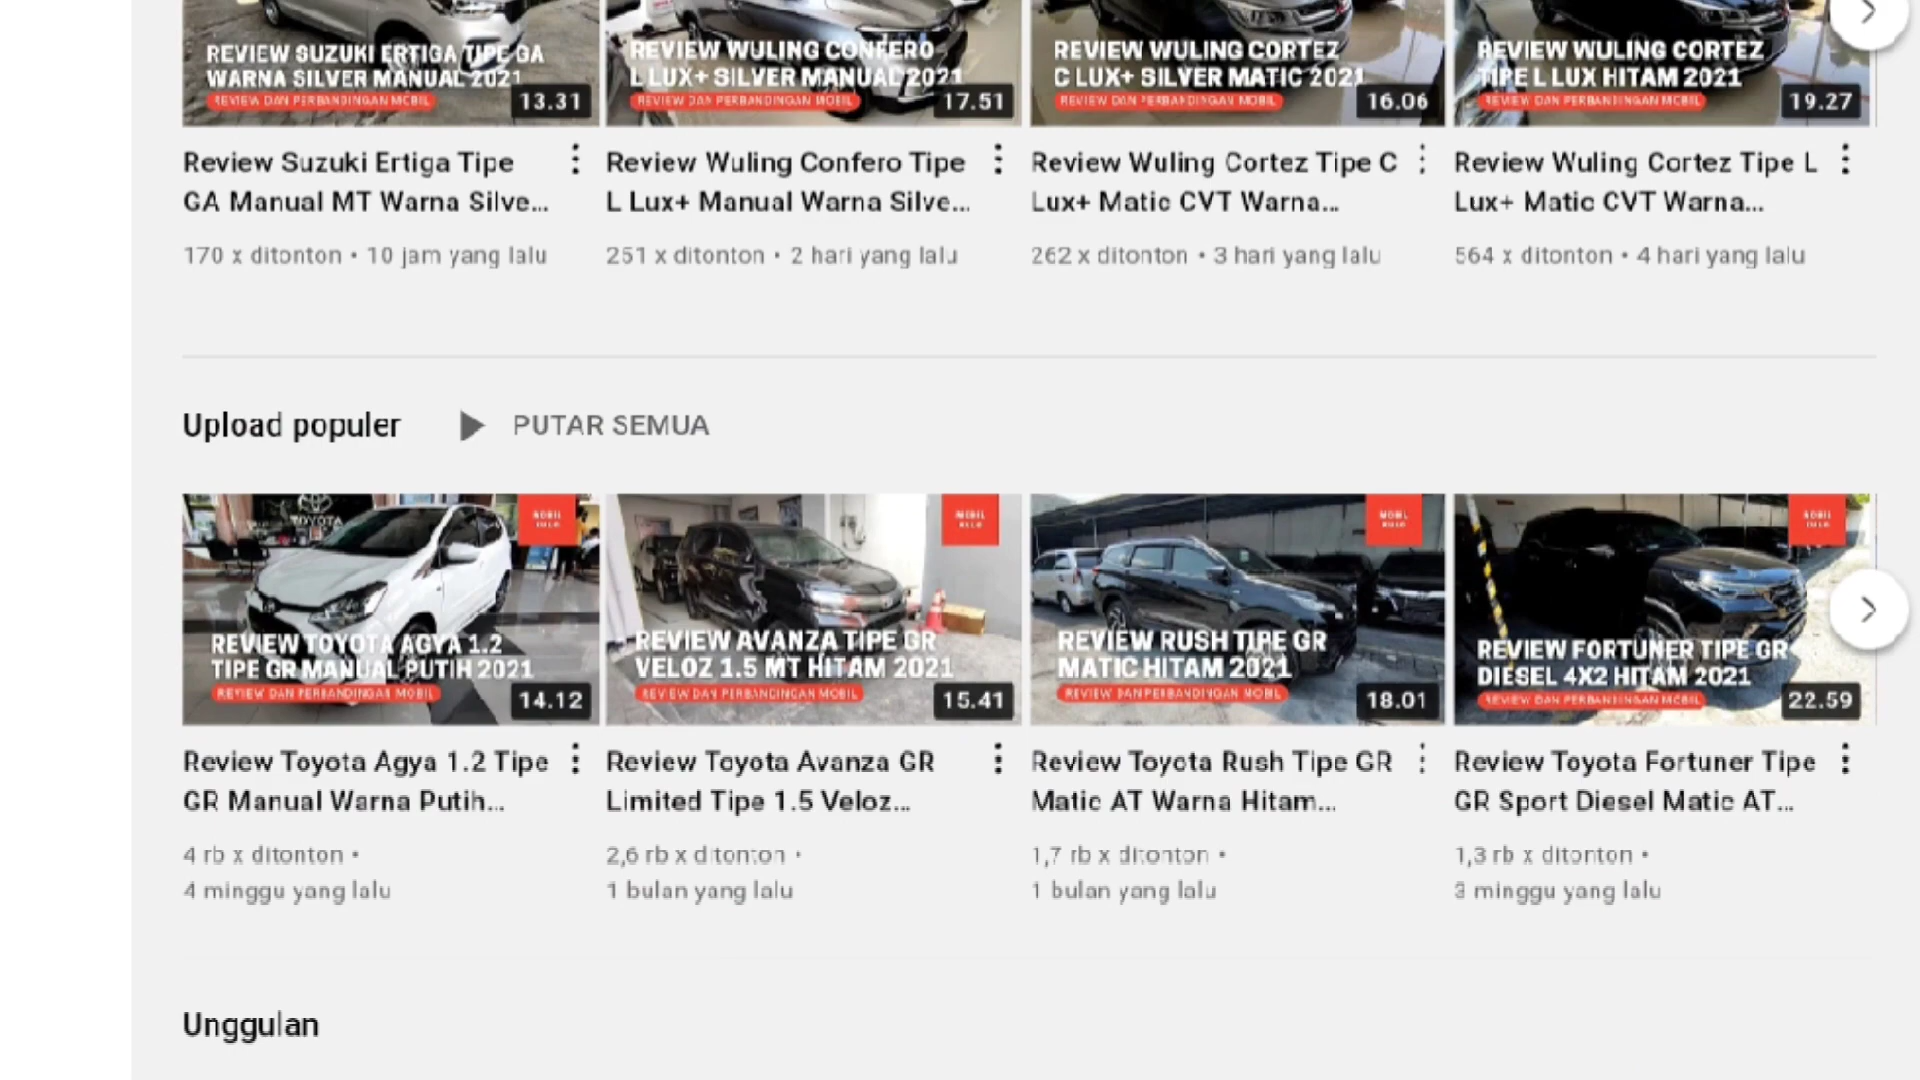 REVIEW SUZUKI ERTIGA TIPE GA
WARNA SILVER MANUAL 2021
REVIEW DAN PERBANDINGAN MOBIL
13.31
REVIEW WULING CONFERO
L LUX+ SILVER MANUAL 2021
REVIEW DAN PERBANDINGAN MOBIL
17.51
REVIEW WULING CORTEZ
C LUX+ SILVER MATIC 2021
REVIEW DAN PERBANDINGAN MOBIL
16.06
REVIEW WULING CORTEZ
TIPE L LUX HITAM 2021
REVIEW DAN PERBANDINGAN MOBIL
19.27
Review Suzuki Ertiga Tipe
GA Manual MT Warna Silve...
170 x ditonton • 10 jam yang lalu
Review Wuling Confero Tipe
L Lux+ Manual Warna Silve...
251 x ditonton • 2 hari yang lalu
Review Wuling Cortez Tipe C
Lux+ Matic CVT Warna...
262 x ditonton • 3 hari yang lalu
Review Wuling Cortez Tipe L
Lux+ Matic CVT Warna...
564 x ditonton • 4 hari yang lalu
Upload populer
PUTAR SEMUA
TOYOTA
REVIEW TOYOTA AGYA 1.2
TIPE GR MANUAL PUTIH 2021
REVIEW DAN PERBANDINGAN MOBIL
14.12
REVIEW AVANZA TIPE GR
VELOZ 1.5 MT HITAM 2021
REVIEW DAN PERBANDINGAN MOBIL
15.41
REVIEW RUSH TIPE GR
MATIC HITAM 2021
REVIEW DAN PERBANDINGAN MOBIL
18.01
REVIEW FORTUNER TIPE GR
DIESEL 4X2 HITAM 2021
REVIEW DAN PERBANDINGAN MOBIL
22.59
Review Toyota Agya 1.2 Tipe
GR Manual Warna Putih...
4 rb x ditonton •
4 minggu yang lalu
Review Toyota Avanza GR
Limited Tipe 1.5 Veloz...
2,6 rb x ditonton •
1 bulan yang lalu
Review Toyota Rush Tipe GR
Matic AT Warna Hitam...
1,7 rb x ditonton •
1 bulan yang lalu
Review Toyota Fortuner Tipe
GR Sport Diesel Matic AT...
1,3 rb x ditonton •
3 minggu yang lalu
Unggulan